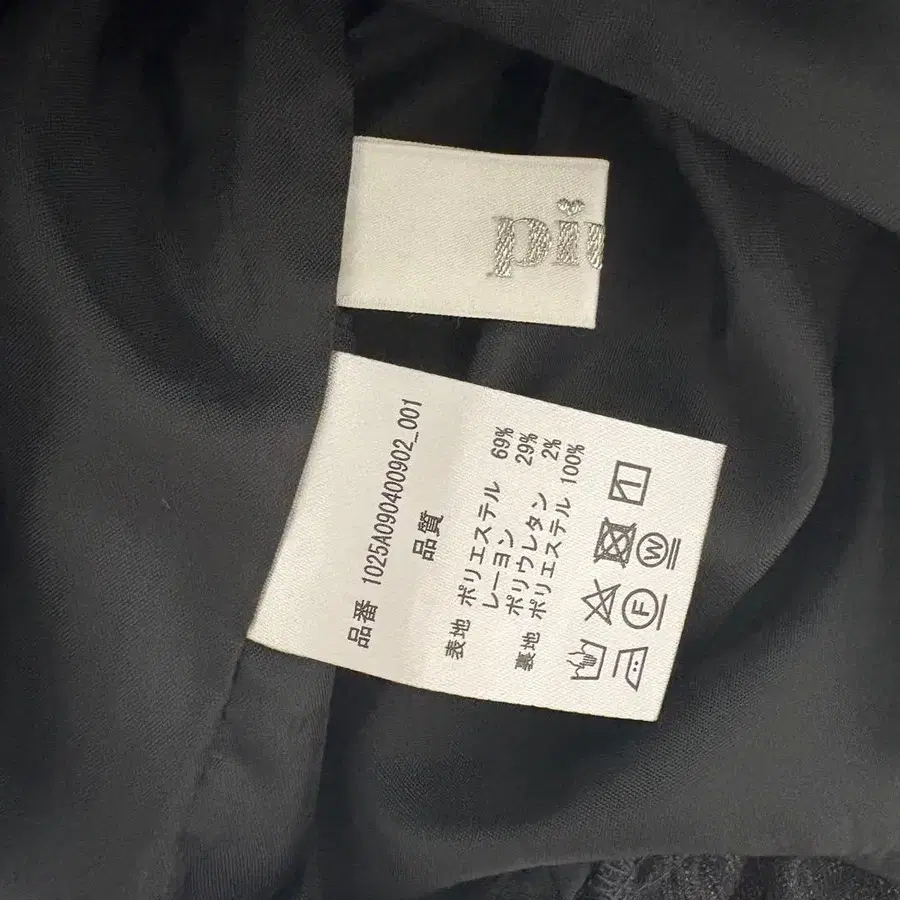 piu
品番 1025A090400902_001
品質
表地 ポリエステル 69%
レーヨン 29%
ポリウレタン 2%
裏地 ポリエステル 100%
W
F